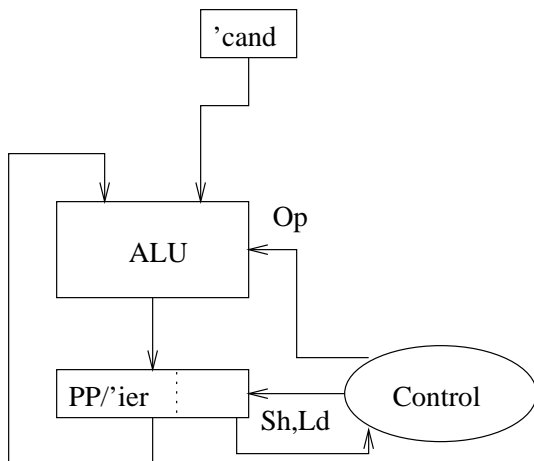 ’cand
Op
ALU
PP/’ier
Sh,Ld
Control